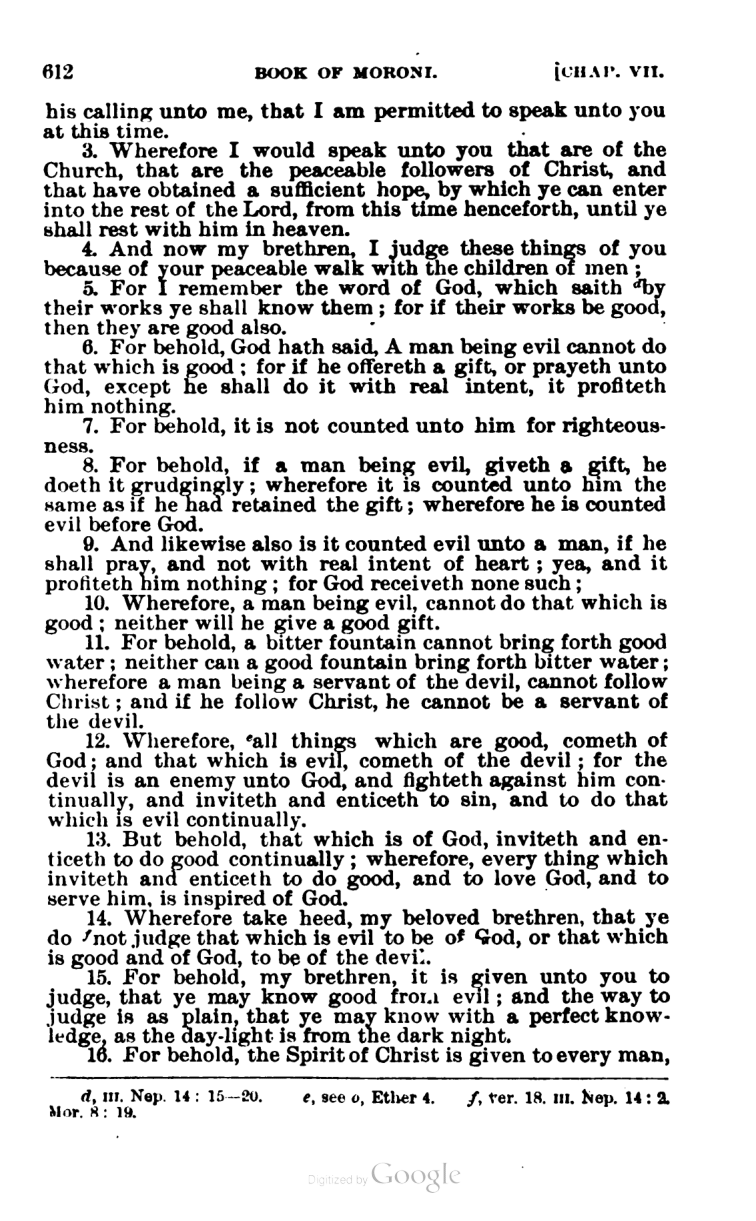 612 BOOK OF MORONI. [CHAP. VII.
his calling unto me, that I am permitted to speak unto you
at this time.
3. Wherefore I would speak unto you that are of the
Church, that are the peaceable followers of Christ, and
that have obtained a sufficient hope, by which ye can enter
into the rest of the Lord, from this time henceforth, until ye
shall rest with him in heaven.
4. And now my brethren, I judge these things of you
because of your peaceable walk with the children of men ;
5. For I remember the word of God, which saith dby
their works ye shall know them ; for if their works be good,
then they are good also.
6. For behold, God hath said, A man being evil cannot do
that which is good ; for if he offereth a gift, or prayeth unto
God, except he shall do it with real intent, it profiteth
him nothing.
7. For behold, it is not counted unto him for righteous-
ness.
8. For behold, if a man being evil, giveth a gift, he
doeth it grudgingly ; wherefore it is counted unto him the
same as if he had retained the gift ; wherefore he is counted
evil before God.
9. And likewise also is it counted evil unto a man, if he
shall pray, and not with real intent of heart ; yea, and it
profiteth him nothing ; for God receiveth none such ;
10. Wherefore, a man being evil, cannot do that which is
good ; neither will he give a good gift.
11. For behold, a bitter fountain cannot bring forth good
water ; neither can a good fountain bring forth bitter water ;
wherefore a man being a servant of the devil, cannot follow
Christ ; and if he follow Christ, he cannot be a servant of
the devil.
12. Wherefore, eall things which are good, cometh of
God ; and that which is evil, cometh of the devil ; for the
devil is an enemy unto God, and fighteth against him con-
tinually, and inviteth and enticeth to sin, and to do that
which is evil continually.
13. But behold, that which is of God, inviteth and en-
ticeth to do good continually ; wherefore, every thing which
inviteth and enticeth to do good, and to love God, and to
serve him, is inspired of God.
14. Wherefore take heed, my beloved brethren, that ye
do fnot judge that which is evil to be of God, or that which
is good and of God, to be of the devil.
15. For behold, my brethren, it is given unto you to
judge, that ye may know good from evil ; and the way to
judge is as plain, that ye may know with a perfect know-
ledge, as the day-light is from the dark night.
16. For behold, the Spirit of Christ is given to every man,
d, III. Nep. 14 : 15—20. e, see o, Ether 4. f, ver. 18. III. Nep. 14 : 2.
Mor. 8 : 19.
Digitized by Google